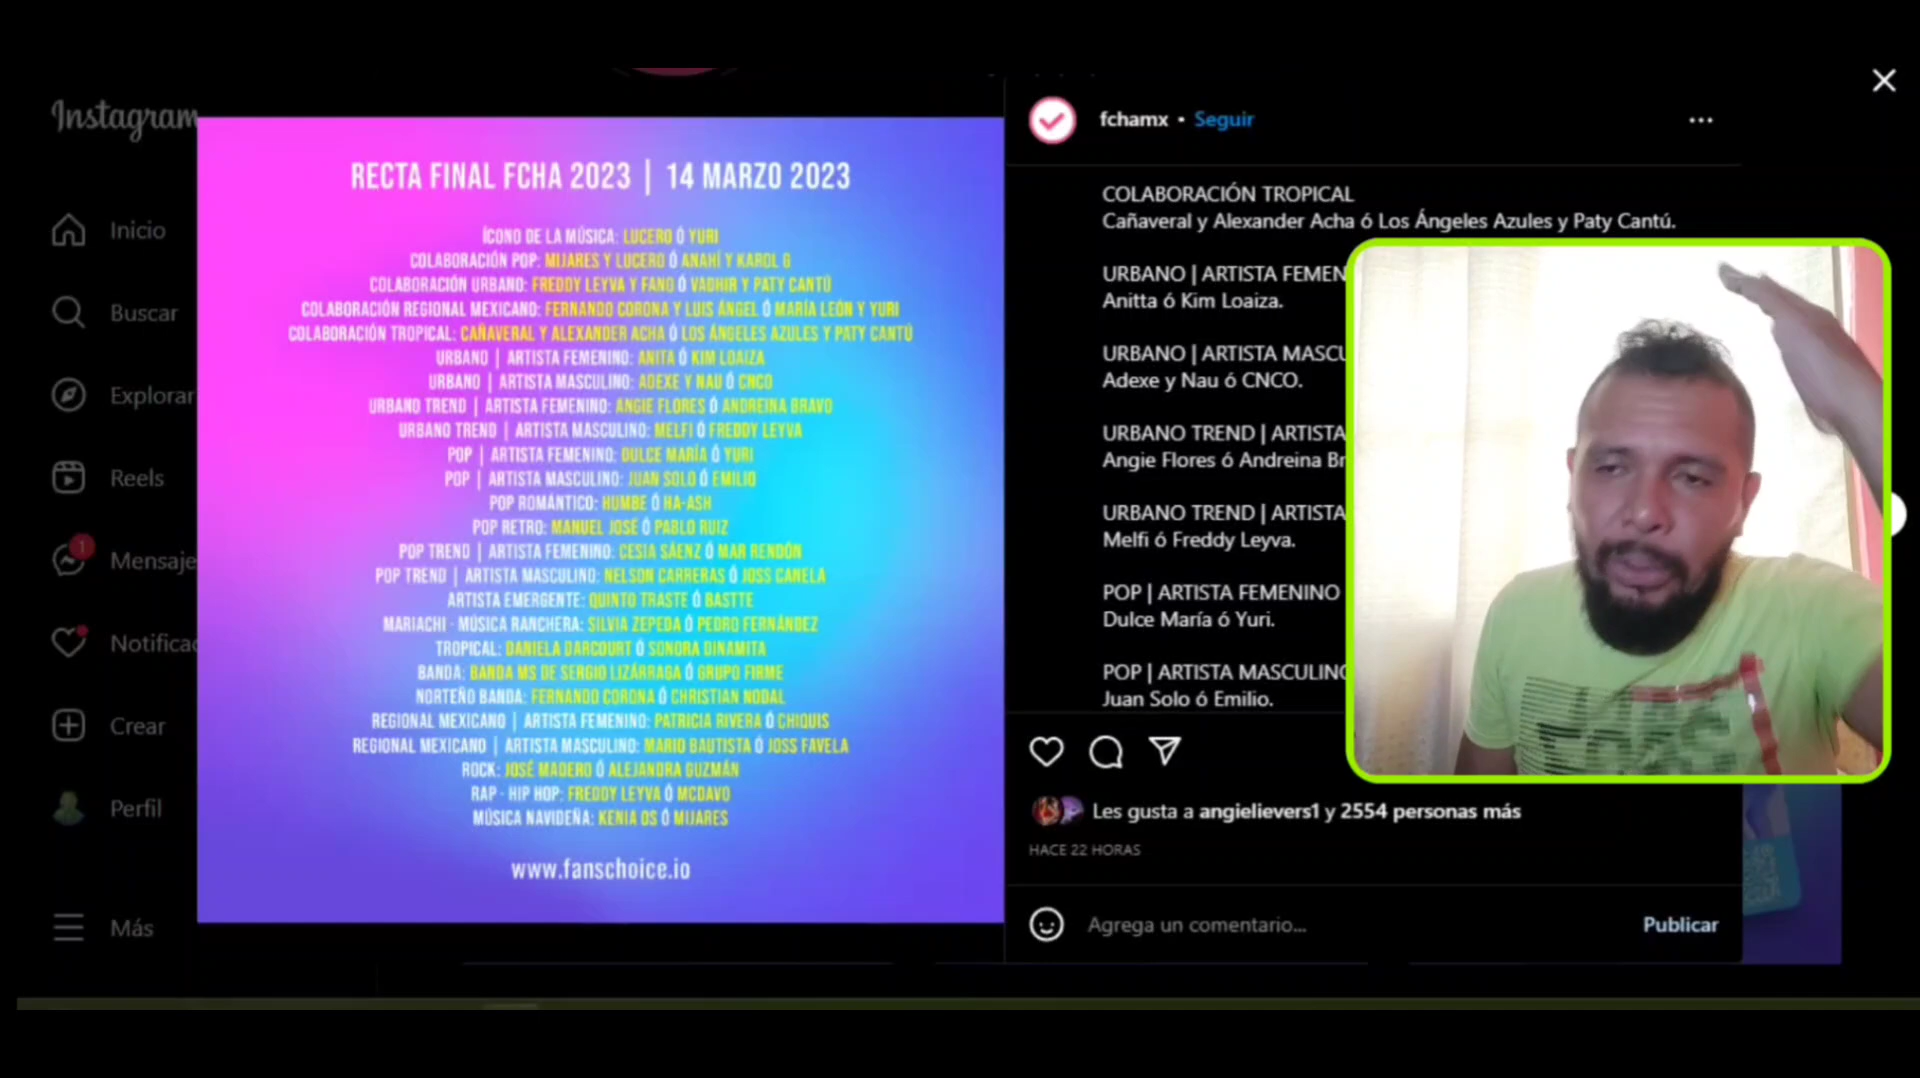 Instagram
Inicio
Buscar
Explorar
Reels
1
Mensaje
Notificac
Crear
Perfil
Más
RECTA FINAL FCHA 2023 | 14 MARZO 2023
ÍCONO DE LA MÚSICA: LUCERO Ó YURI
COLABORACIÓN POP: MIJARES Y LUCERO Ó ANAHÍ Y KAROL G
COLABORACIÓN URBANO: FREDDY LEYVA Y FANO Ó VADHIR Y PATY CANTÚ
COLABORACIÓN REGIONAL MEXICANO: FERNANDO CORONA Y LUIS ÁNGEL Ó MARÍA LEÓN Y YURI
COLABORACIÓN TROPICAL: CAÑAVERAL Y ALEXANDER ACHA Ó LOS ÁNGELES AZULES Y PATY CANTÚ
URBANO | ARTISTA FEMENINO: ANITA Ó KIM LOAIZA
URBANO | ARTISTA MASCULINO: ADEXE Y NAU Ó CNCO
URBANO TREND | ARTISTA FEMENINO: ANGIE FLORES Ó ANDREINA BRAVO
URBANO TREND | ARTISTA MASCULINO: MELFI Ó FREDDY LEYVA
POP | ARTISTA FEMENINO: DULCE MARÍA Ó YURI
POP | ARTISTA MASCULINO: JUAN SOLO Ó EMILIO
POP ROMÁNTICO: HUMBE Ó HA-ASH
POP RETRO: MANUEL JOSÉ Ó PABLO RUIZ
POP TREND | ARTISTA FEMENINO: CESIA SÁENZ Ó MAR RENDÓN
POP TREND | ARTISTA MASCULINO: NELSON CARRERAS Ó JOSS CANELA
ARTISTA EMERGENTE: QUINTO TRASTE Ó BASTTE
MARIACHI - MÚSICA RANCHERA: SILVIA ZEPEDA Ó PEDRO FERNÁNDEZ
TROPICAL: DANIELA DARCOURT Ó SONORA DINAMITA
BANDA: BANDA MS DE SERGIO LIZÁRRAGA Ó GRUPO FIRME
NORTEÑO BANDA: FERNANDO CORONA Ó CHRISTIAN NODAL
REGIONAL MEXICANO | ARTISTA FEMENINO: PATRICIA RIVERA Ó CHIQUIS
REGIONAL MEXICANO | ARTISTA MASCULINO: MARIO BAUTISTA Ó JOSS FAVELA
ROCK: JOSÉ MADERO Ó ALEJANDRA GUZMÁN
RAP - HIP HOP: FREDDY LEYVA Ó MCDAVO
MÚSICA NAVIDEÑA: KENIA OS Ó MIJARES
www.fanschoice.io
fchamx • Seguir
COLABORACIÓN TROPICAL
Cañaveral y Alexander Acha ó Los Ángeles Azules y Paty Cantú.
URBANO | ARTISTA FEMEN
Anitta ó Kim Loaiza.
URBANO | ARTISTA MASCU
Adexe y Nau ó CNCO.
URBANO TREND | ARTISTA
Angie Flores ó Andreina Br
URBANO TREND | ARTISTA
Melfi ó Freddy Leyva.
POP | ARTISTA FEMENINO
Dulce María ó Yuri.
POP | ARTISTA MASCULINO
Juan Solo ó Emilio.
Les gusta a angielievers1 y 2554 personas más
HACE 22 HORAS
Agrega un comentario...
Publicar